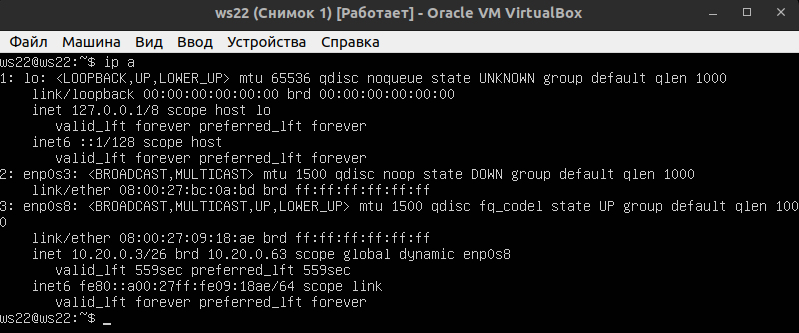 ws22 (Снимок 1) [Работает] - Oracle VM VirtualBox
Файл Машина Вид Ввод Устройства Справка
ws22@ws22:~$ ip a
1: lo: <LOOPBACK,UP,LOWER_UP> mtu 65536 qdisc noqueue state UNKNOWN group default qlen 1000
    link/loopback 00:00:00:00:00:00 brd 00:00:00:00:00:00
    inet 127.0.0.1/8 scope host lo
       valid_lft forever preferred_lft forever
    inet6 ::1/128 scope host
       valid_lft forever preferred_lft forever
2: enp0s3: <BROADCAST,MULTICAST> mtu 1500 qdisc noop state DOWN group default qlen 1000
    link/ether 08:00:27:bc:0a:bd brd ff:ff:ff:ff:ff:ff
3: enp0s8: <BROADCAST,MULTICAST,UP,LOWER_UP> mtu 1500 qdisc fq_codel state UP group default qlen 100
0
    link/ether 08:00:27:09:18:ae brd ff:ff:ff:ff:ff:ff
    inet 10.20.0.3/26 brd 10.20.0.63 scope global dynamic enp0s8
       valid_lft 559sec preferred_lft 559sec
    inet6 fe80::a00:27ff:fe09:18ae/64 scope link
       valid_lft forever preferred_lft forever
ws22@ws22:~$ _